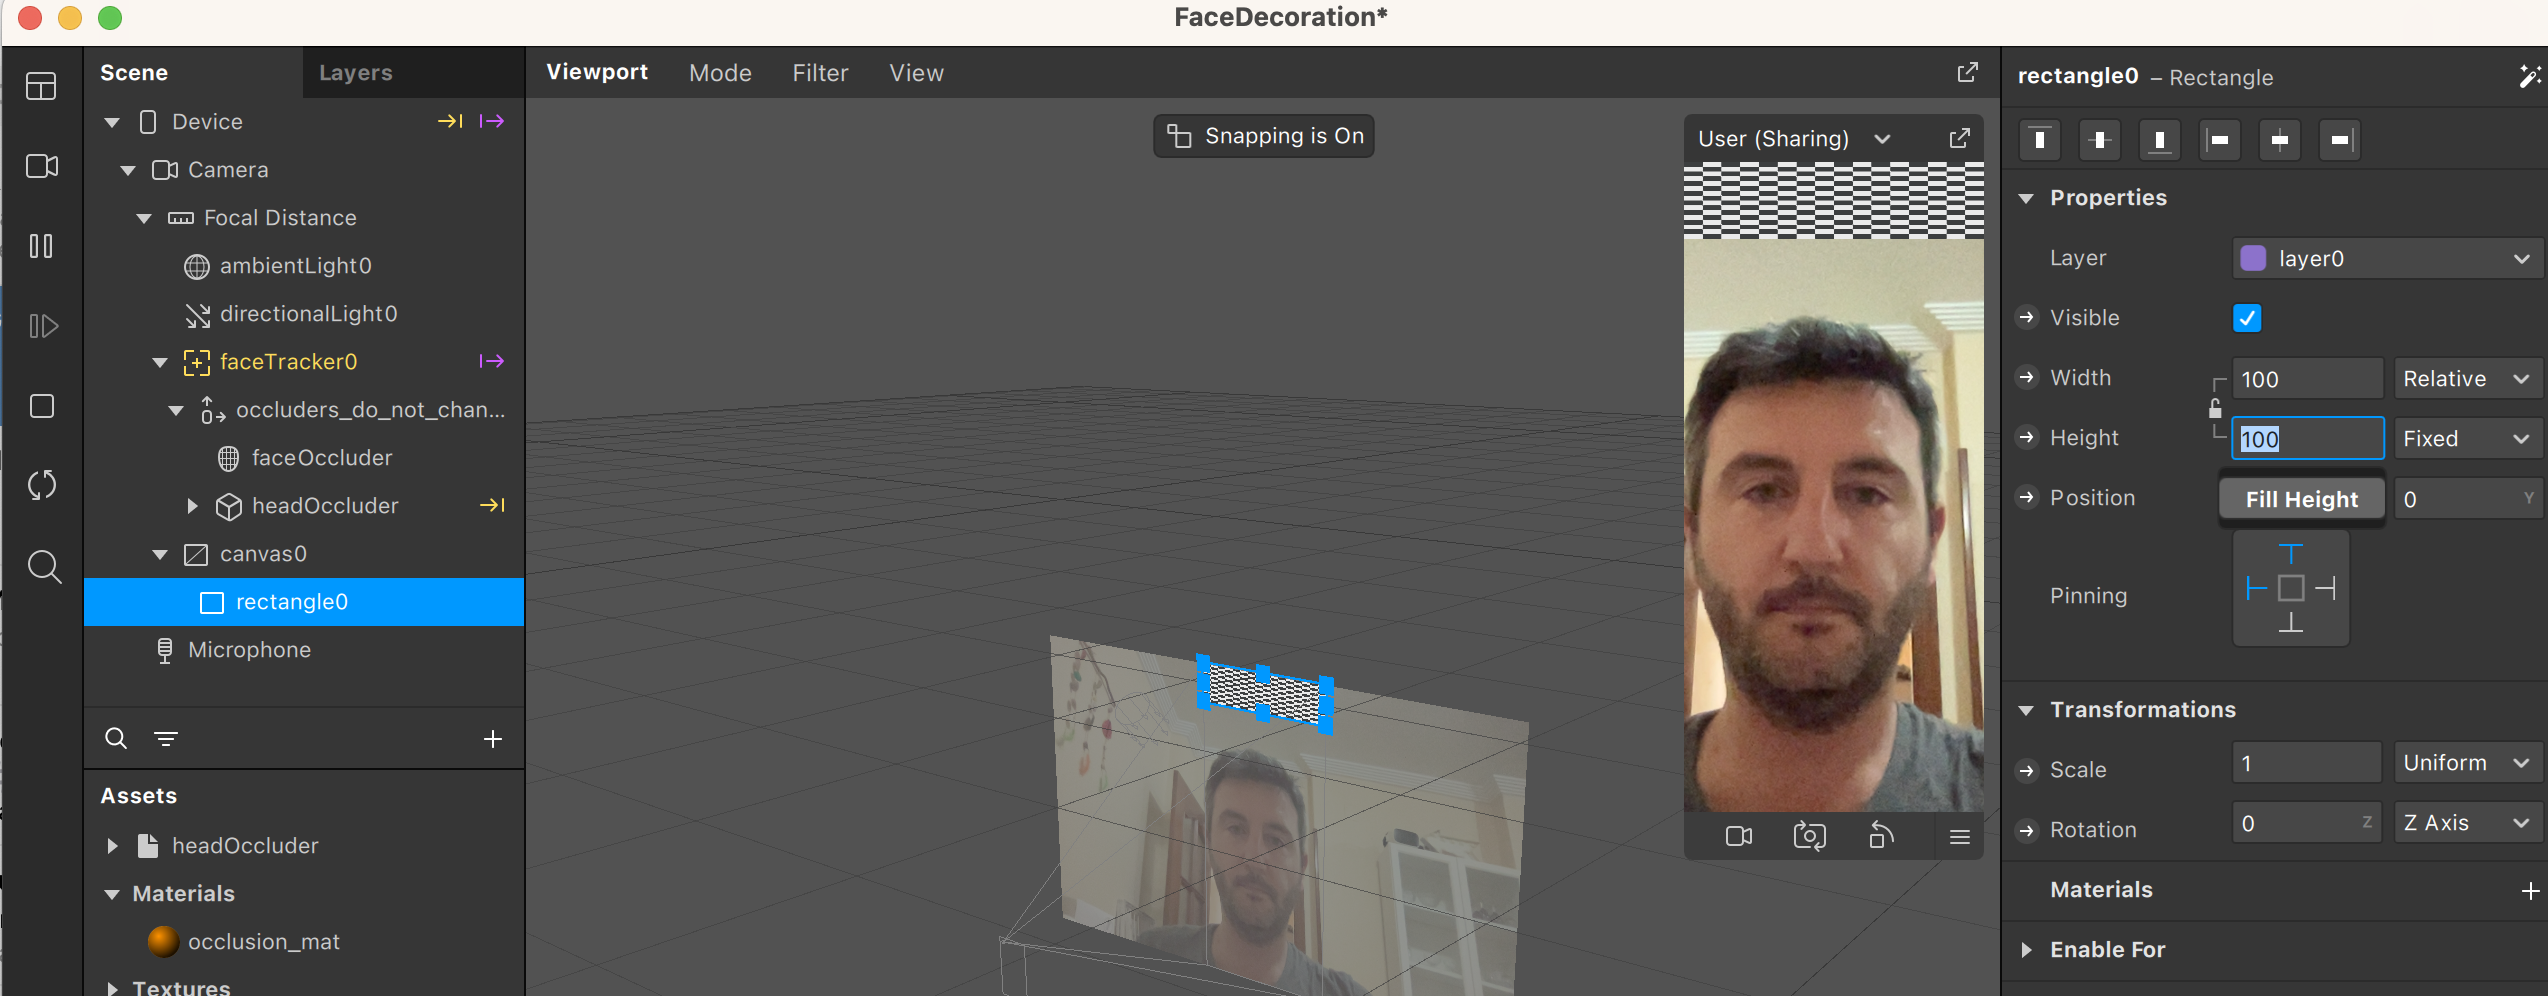 FaceDecoration*
Scene
Layers
Device
Camera
Focal Distance
ambientLight0
directionalLight0
faceTracker0
occluders_do_not_chan...
faceOccluder
headOccluder
canvas0
rectangle0
Microphone
Assets
headOccluder
Materials
occlusion_mat
Textures
Viewport Mode Filter View
Snapping is On
User (Sharing)
rectangle0 – Rectangle
Properties
Layer layer0
Visible
Width 100 Relative
Height 100 Fixed
Position Fill Height 0 Y
Pinning
Transformations
Scale 1 Uniform
Rotation 0 Z Z Axis
Materials
Enable For